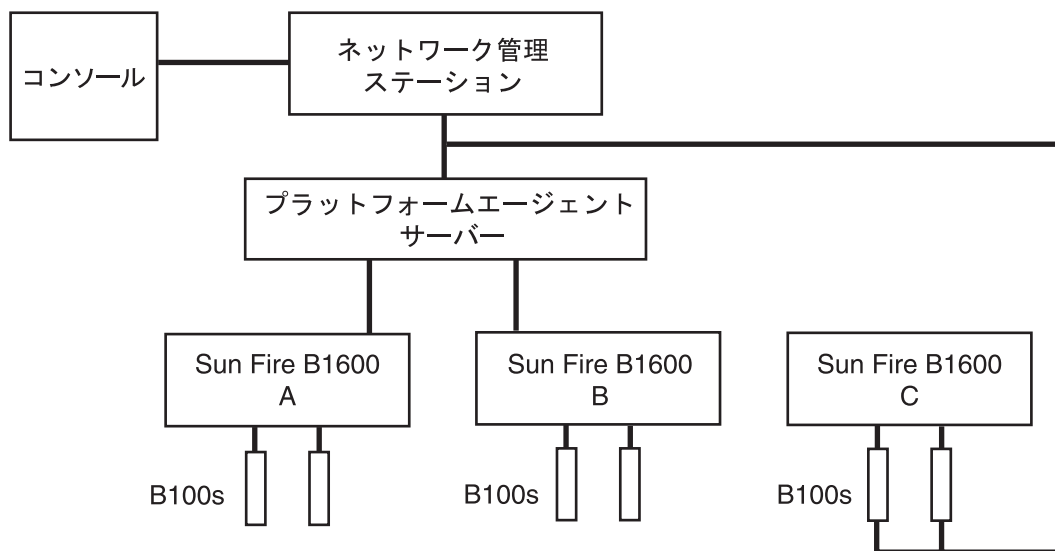 コンソール
ネットワーク管理
ステーション
プラットフォームエージェント
サーバー
Sun Fire B1600
A
Sun Fire B1600
B
Sun Fire B1600
C
B100s
B100s
B100s